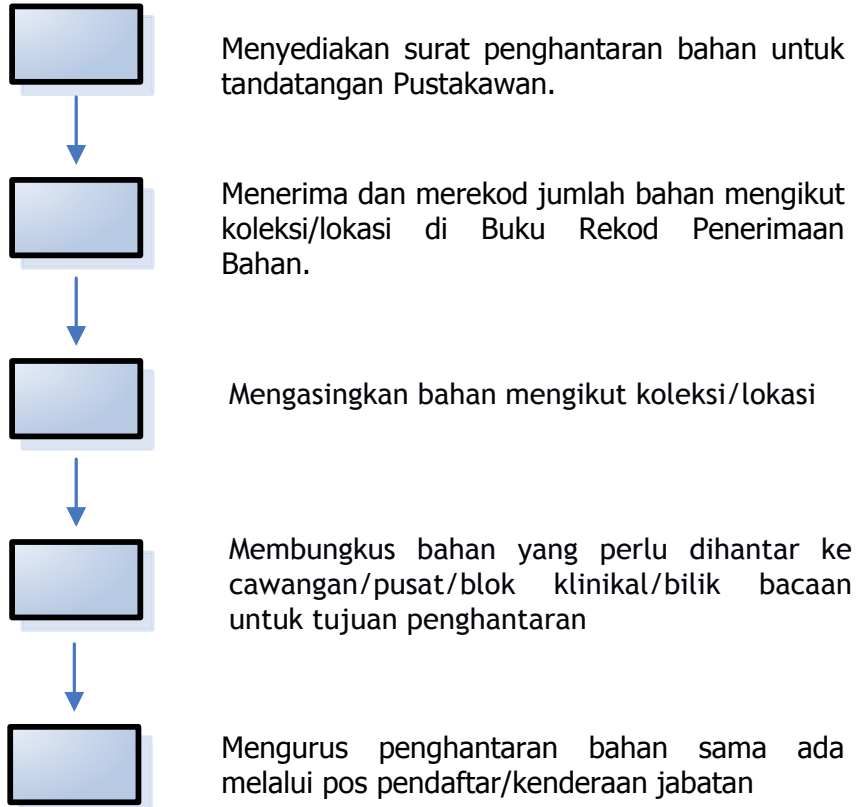 Menyediakan surat penghantaran bahan untuk
tandatangan Pustakawan.
Menerima dan merekod jumlah bahan mengikut
koleksi/lokasi di Buku Rekod Penerimaan
Bahan.
Mengasingkan bahan mengikut koleksi/lokasi
Membungkus bahan yang perlu dihantar ke
cawangan/pusat/blok klinikal/bilik bacaan
untuk tujuan penghantaran
Mengurus penghantaran bahan sama ada
melalui pos pendaftar/kenderaan jabatan